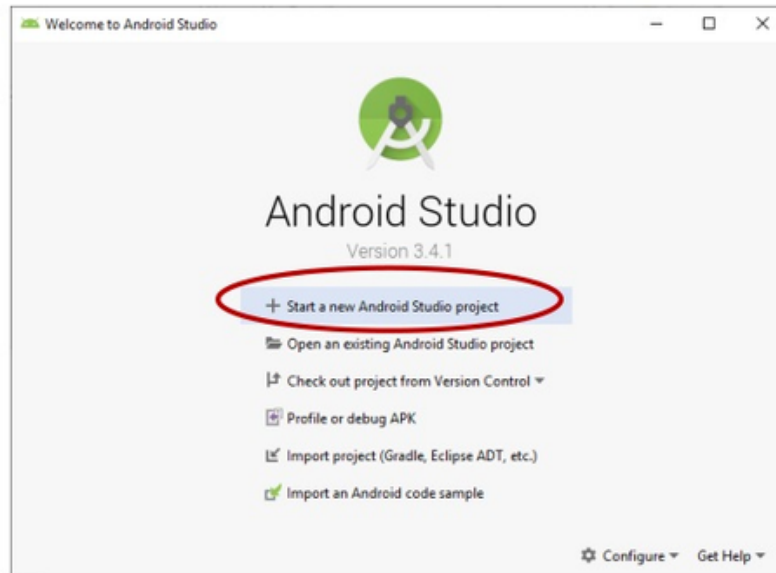 Welcome to Android Studio
Android Studio
Version 3.4.1
Start a new Android Studio project
Open an existing Android Studio project
Check out project from Version Control
Profile or debug APK
Import project (Gradle, Eclipse ADT, etc.)
Import an Android code sample
Configure Get Help